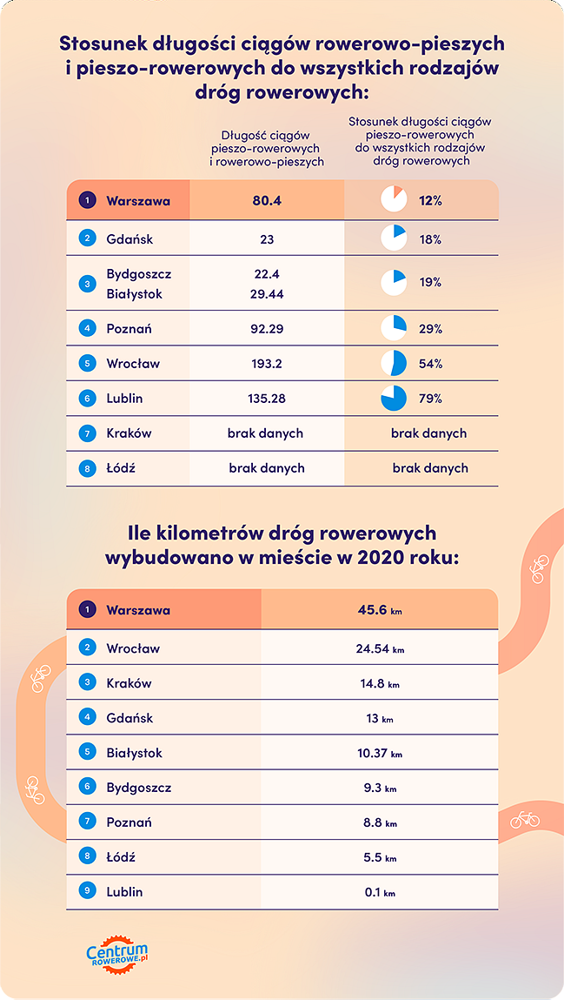 Stosunek długości ciągów rowerowo-pieszych
i pieszo-rowerowych do wszystkich rodzajów
dróg rowerowych:
Długość ciągów
pieszo-rowerowych
i rowerowo-pieszych
Stosunek długości ciągów
pieszo-rowerowych
do wszystkich rodzajów
dróg rowerowych
1 Warszawa 80.4 12%
2 Gdańsk 23 18%
3 Bydgoszcz 22.4 19%
Białystok 29.44
4 Poznań 92.29 29%
5 Wrocław 193.2 54%
6 Lublin 135.28 79%
7 Kraków brak danych brak danych
8 Łódź brak danych brak danych
Ile kilometrów dróg rowerowych
wybudowano w mieście w 2020 roku:
1 Warszawa 45.6 km
2 Wrocław 24.54 km
3 Kraków 14.8 km
4 Gdańsk 13 km
5 Białystok 10.37 km
6 Bydgoszcz 9.3 km
7 Poznań 8.8 km
8 Łódź 5.5 km
9 Lublin 0.1 km
Centrum
ROWEROWE.pl